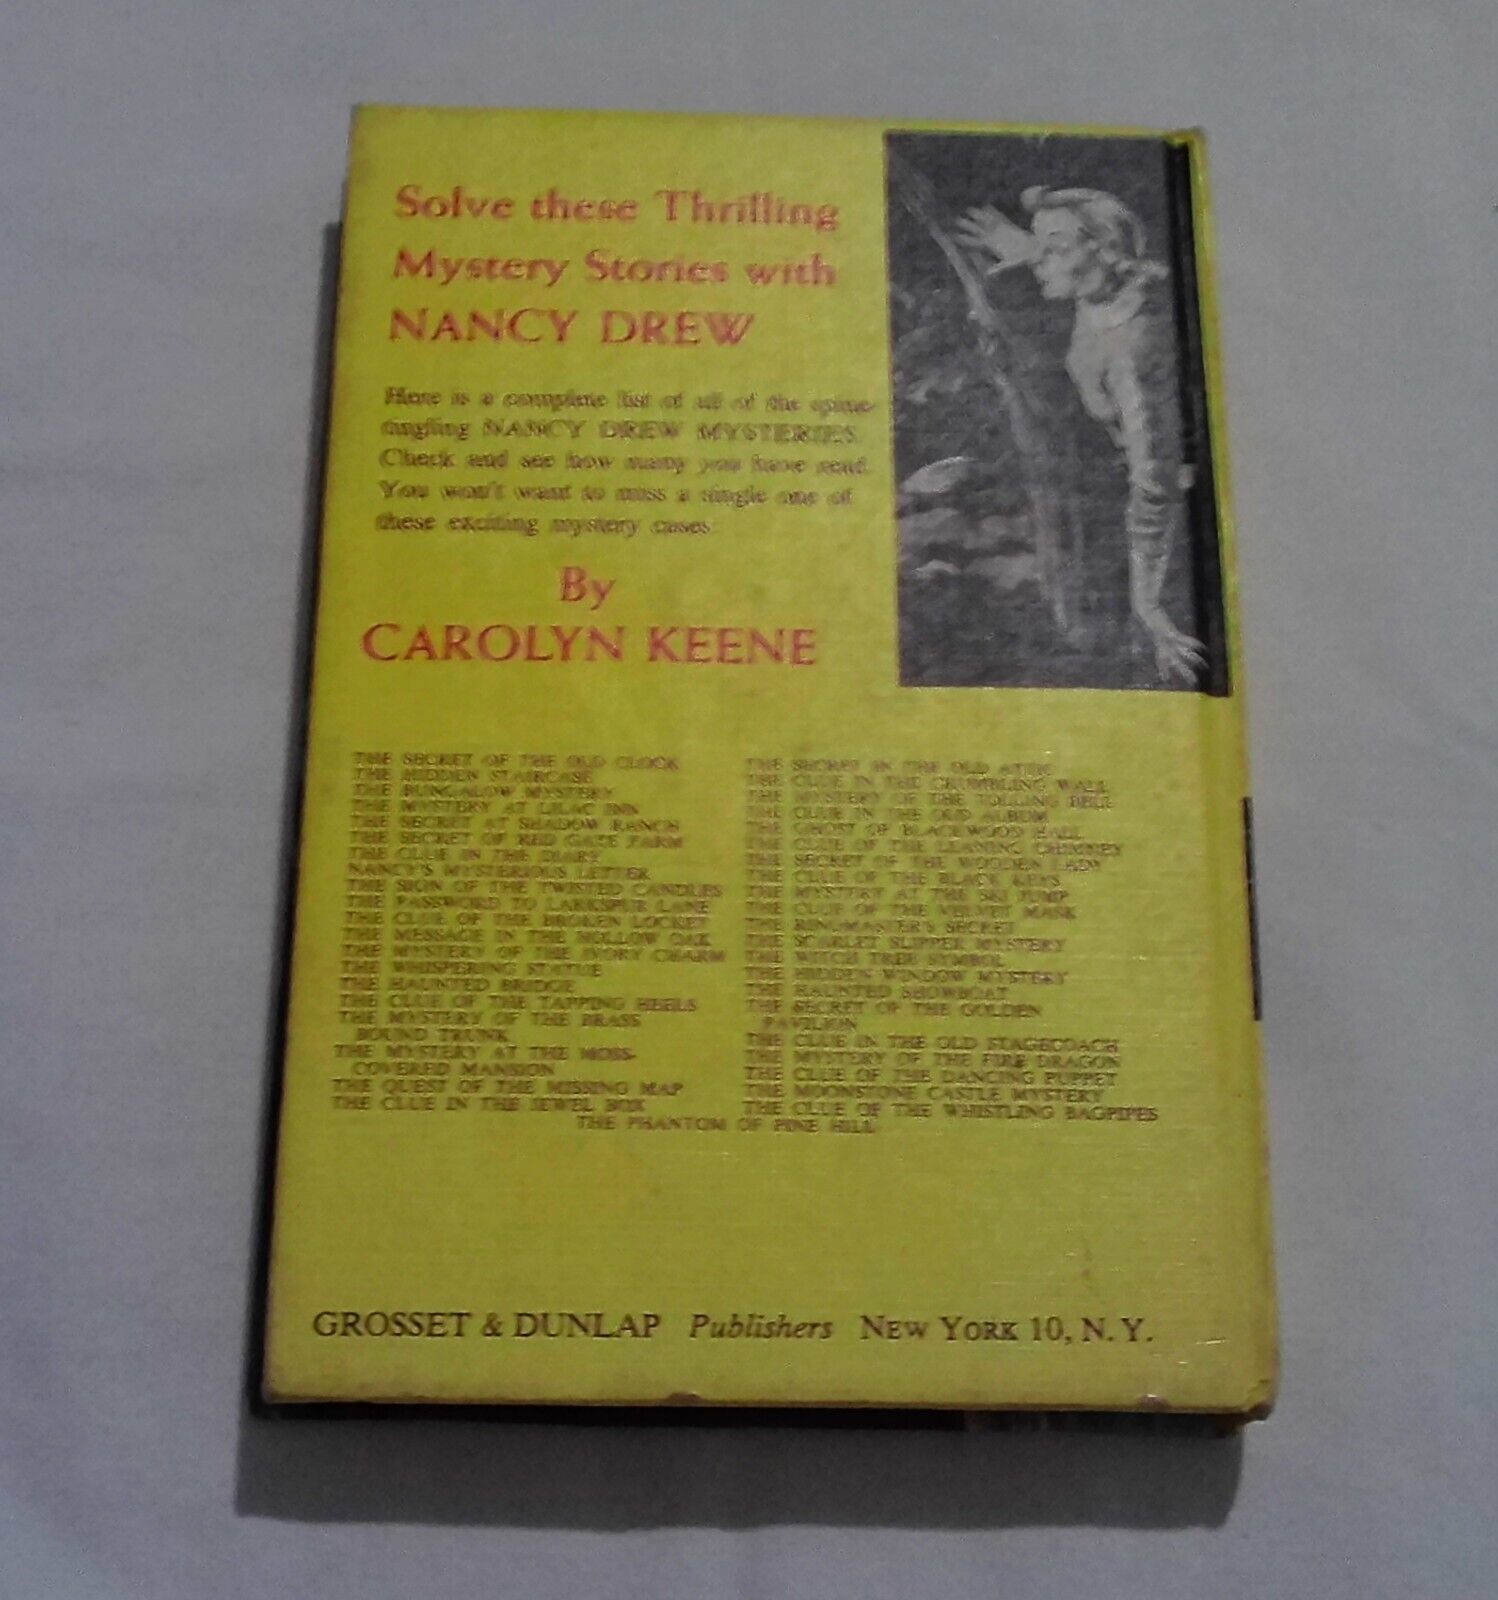 Solve these Thrilling
Mystery Stories with
NANCY DREW
Here is a complete list of all of the spine-
tingling NANCY DREW MYSTERIES.
Check and see how many you have read.
You won't want to miss a single one of
these exciting mystery cases.
By
CAROLYN KEENE
THE SECRET OF THE OLD CLOCK
THE HIDDEN STAIRCASE
THE BUNGALOW MYSTERY
THE MYSTERY AT LILAC INN
THE SECRET AT SHADOW RANCH
THE SECRET OF RED GATE FARM
THE CLUE IN THE DIARY
NANCY'S MYSTERIOUS LETTER
THE SIGN OF THE TWISTED CANDLES
THE PASSWORD TO LARKSPUR LANE
THE CLUE OF THE BROKEN LOCKET
THE MESSAGE IN THE HOLLOW OAK
THE MYSTERY OF THE IVORY CHARM
THE WHISPERING STATUE
THE HAUNTED BRIDGE
THE CLUE OF THE TAPPING HEELS
THE MYSTERY OF THE BRASS
BOUND TRUNK
THE MYSTERY AT THE MOSS-
COVERED MANSION
THE QUEST OF THE MISSING MAP
THE CLUE IN THE JEWEL BOX
THE SECRET IN THE OLD ATTIC
THE CLUE IN THE CRUMBLING WALL
THE MYSTERY OF THE TOLLING BELL
THE CLUE IN THE OLD ALBUM
THE GHOST OF BLACKWOOD HALL
THE CLUE OF THE LEANING CHIMNEY
THE SECRET OF THE WOODEN LADY
THE CLUE OF THE BLACK KEYS
THE MYSTERY AT THE SKI JUMP
THE CLUE OF THE VELVET MASK
THE RINGMASTER'S SECRET
THE SCARLET SLIPPER MYSTERY
THE WITCH TREE SYMBOL
THE HIDDEN WINDOW MYSTERY
THE HAUNTED SHOWBOAT
THE SECRET OF THE GOLDEN
PAVILION
THE CLUE IN THE OLD STAGECOACH
THE MYSTERY OF THE FIRE DRAGON
THE CLUE OF THE DANCING PUPPET
THE MOONSTONE CASTLE MYSTERY
THE CLUE OF THE WHISTLING BAGPIPES
THE PHANTOM OF PINE HILL
GROSSET & DUNLAP Publishers NEW YORK 10, N. Y.